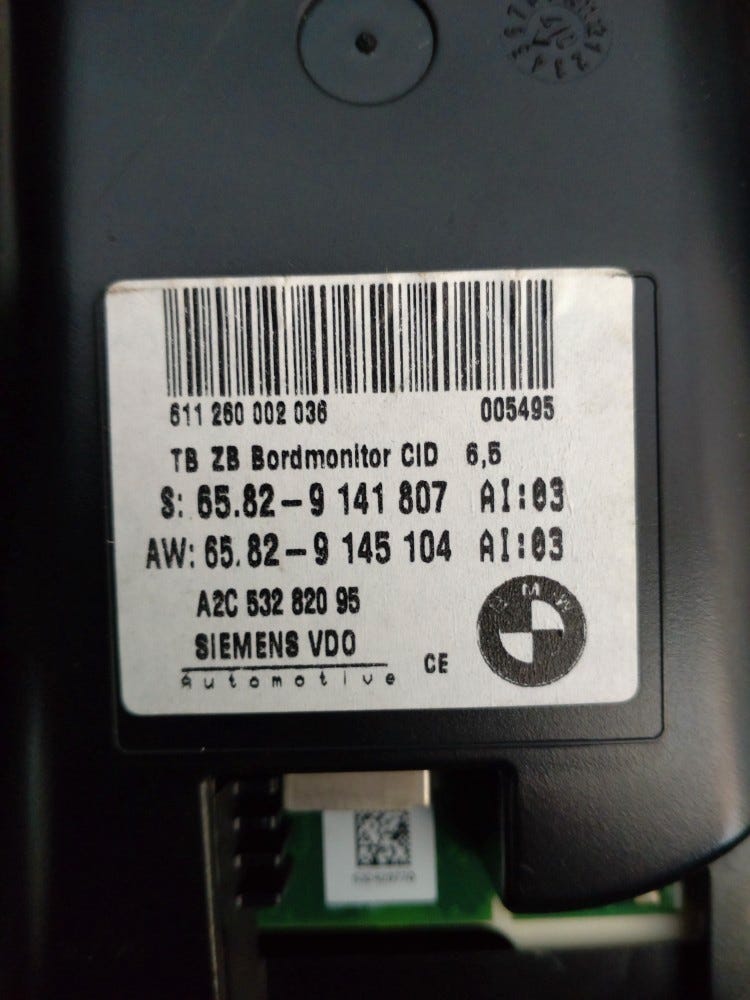 611 260 002 036 005495
TB ZB Bordmonitor CID 6,5
S: 65.82-9 141 807 AI:03
AW: 65.82-9 145 104 AI:03
A2C 532 820 95
SIEMENS VDO
Automotive CE
BMW